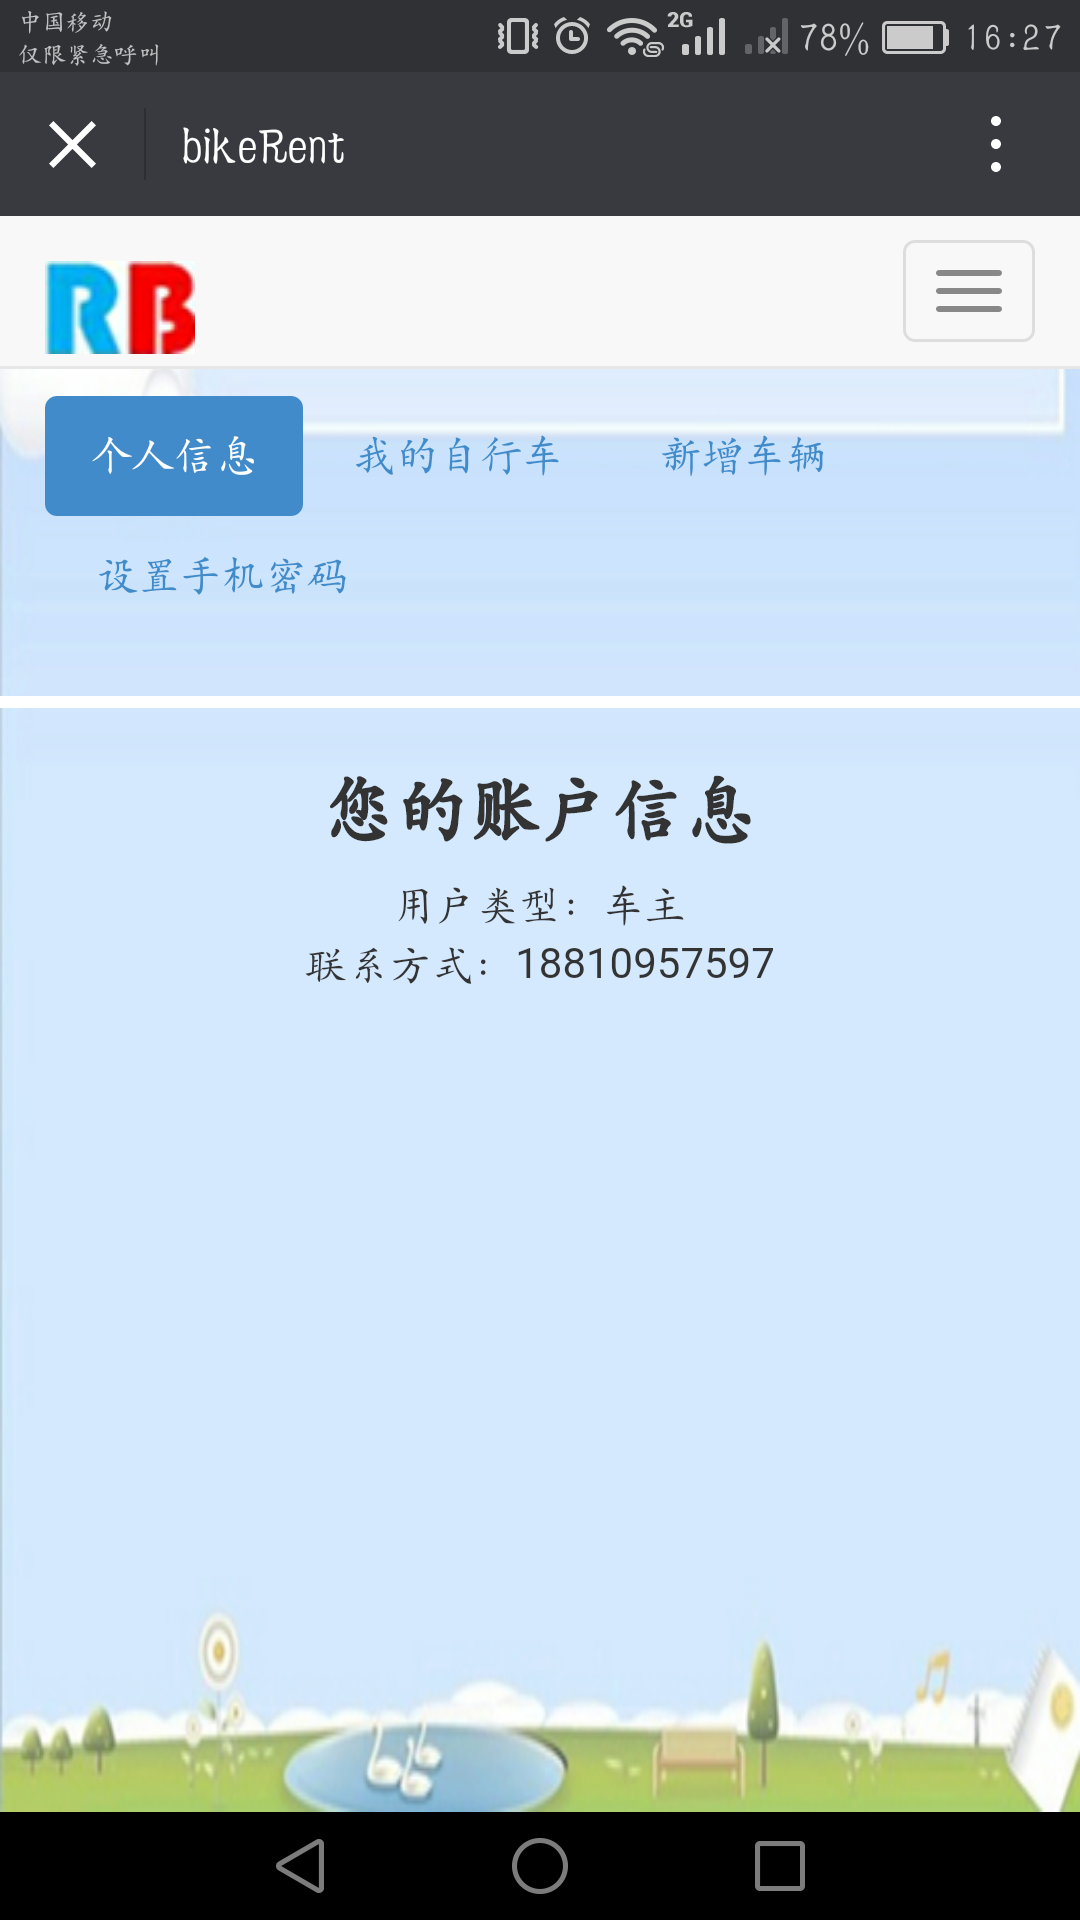 中国移动
仅限紧急呼叫
2G
78%
16:27
bikeRent
RB
个人信息
我的自行车
新增车辆
设置手机密码
您的账户信息
用户类型：车主
联系方式：18810957597